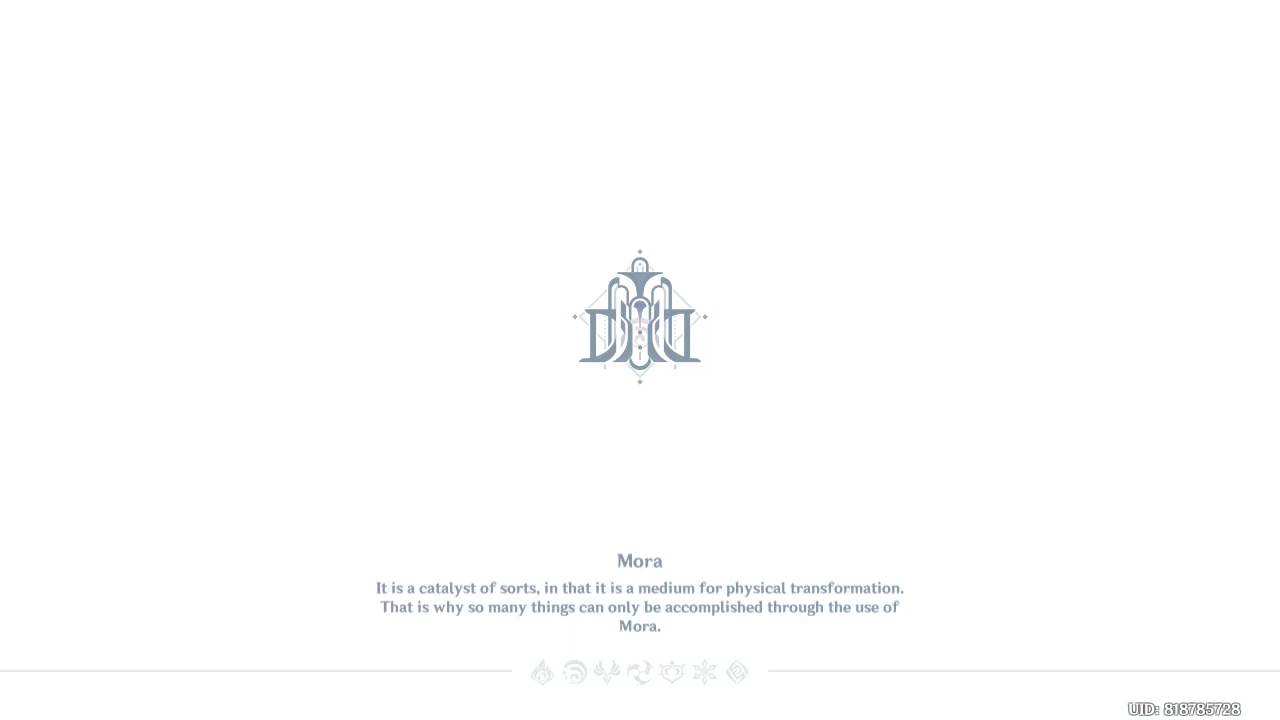 Mora
It is a catalyst of sorts, in that it is a medium for physical transformation.
That is why so many things can only be accomplished through the use of
Mora.
UID: 818785728